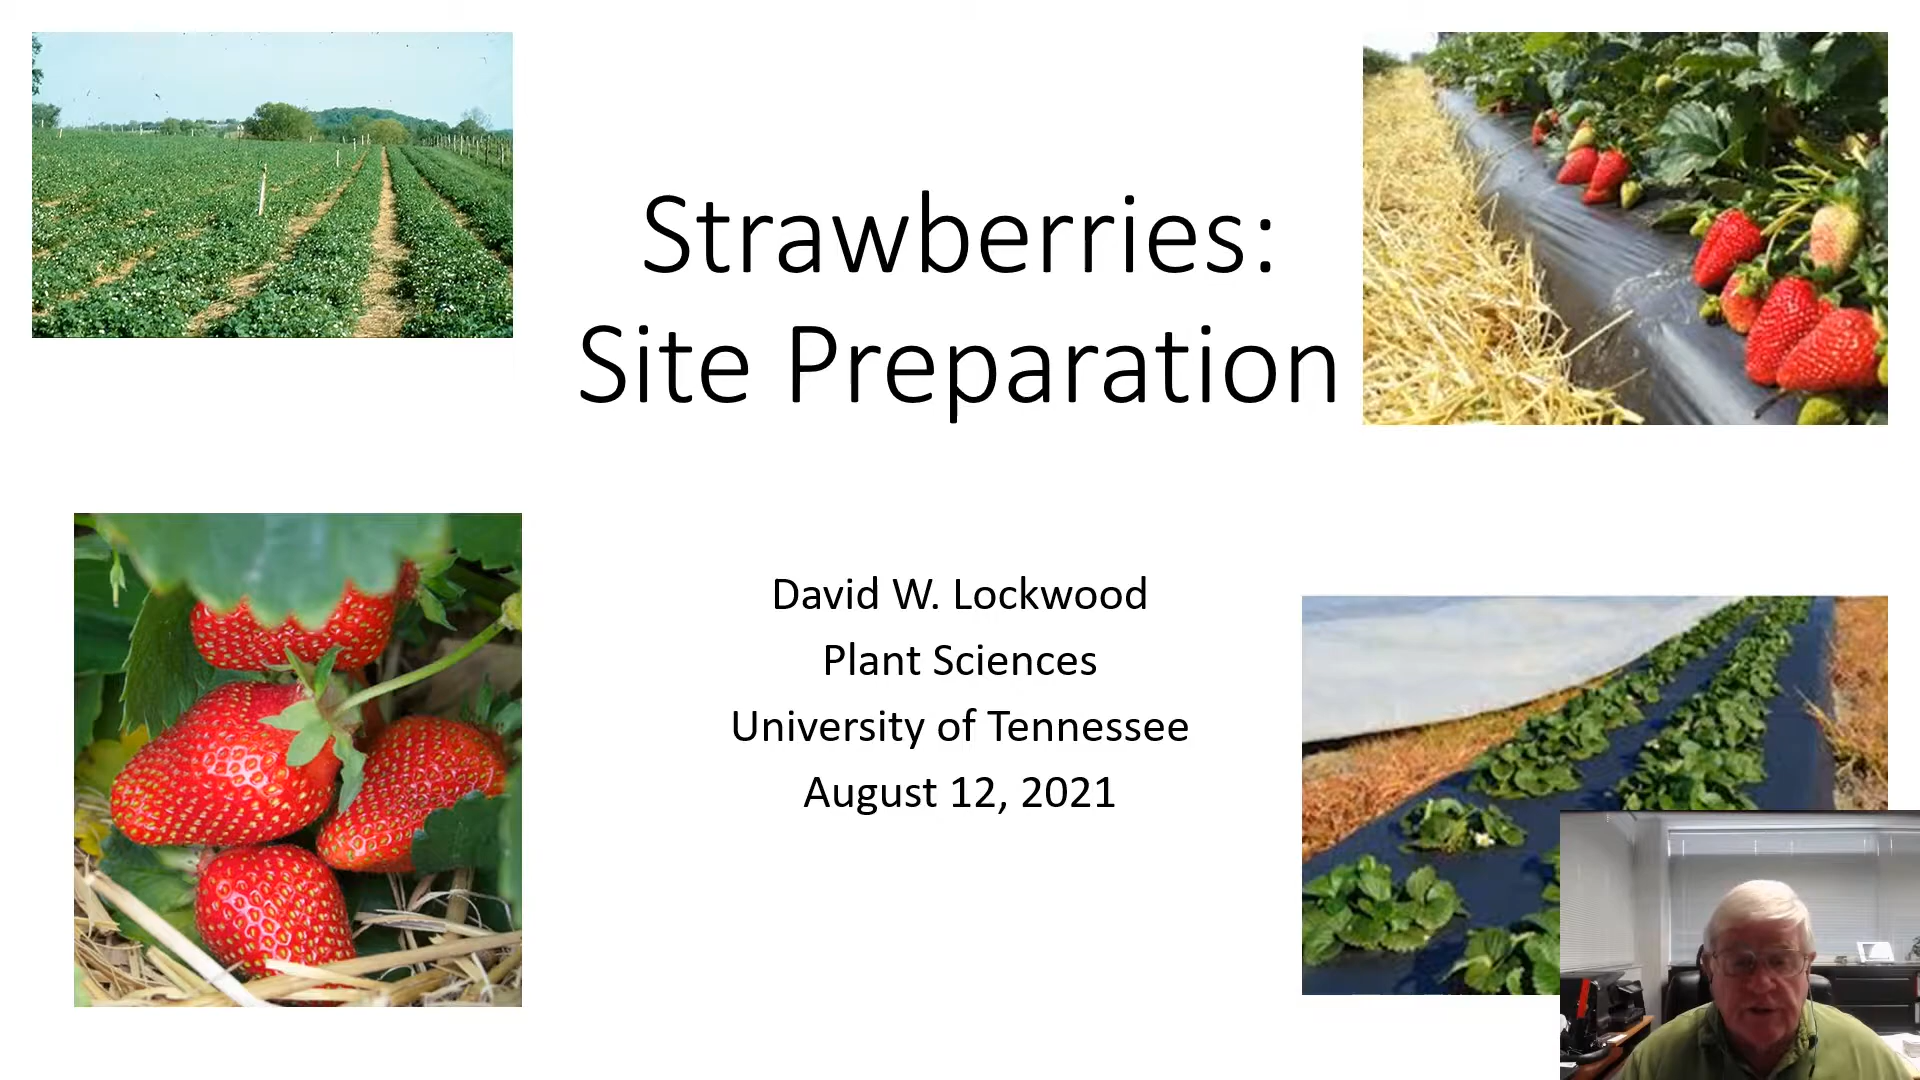 Strawberries:
Site Preparation
David W. Lockwood
Plant Sciences
University of Tennessee
August 12, 2021